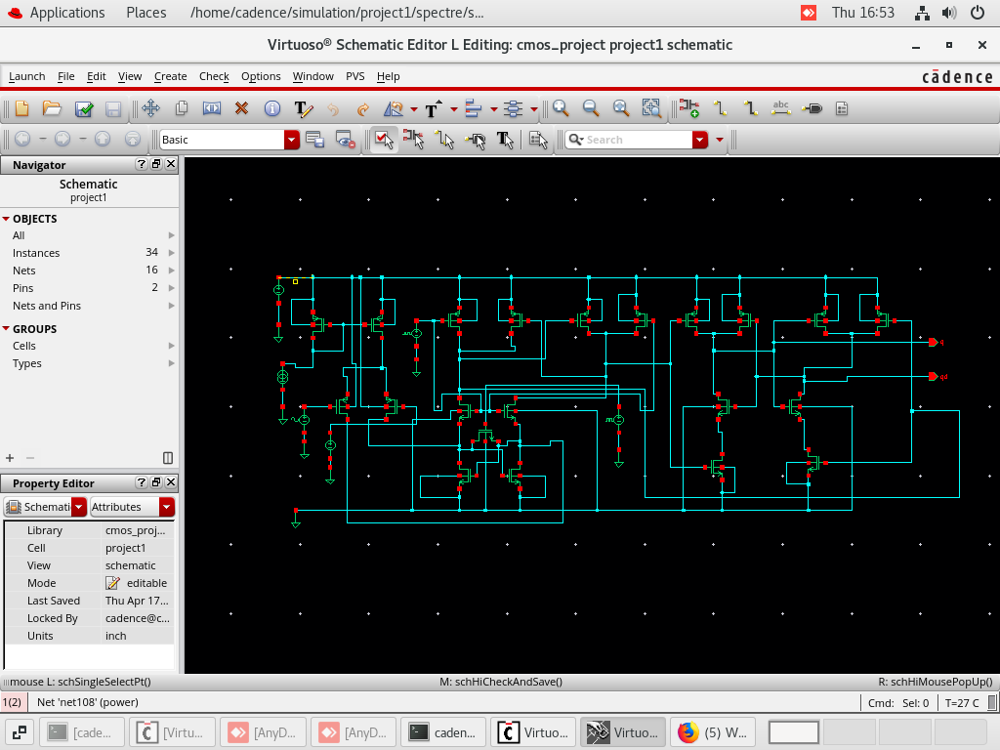 Applications Places /home/cadence/simulation/project1/spectre/s... Thu 16:53
Virtuoso® Schematic Editor L Editing: cmos_project project1 schematic
Launch File Edit View Create Check Options Window PVS Help cādence
abc
Basic Search
Navigator
Schematic
project1
OBJECTS
All
Instances 34
Nets 16
Pins 2
Nets and Pins
GROUPS
Cells
Types
Property Editor
Schemati Attributes
Library cmos_proj...
Cell project1
View schematic
Mode editable
Last Saved Thu Apr 17...
Locked By cadence@c...
Units inch
q
qd
mouse L: schSingleSelectPt() M: schHiCheckAndSave() R: schHiMousePopUp()
1(2) Net 'net108' (power) Cmd: Sel: 0 T=27 C
[cade... [Virtu... [AnyD... [AnyD... caden... Virtuo... Virtuo... (5) W...